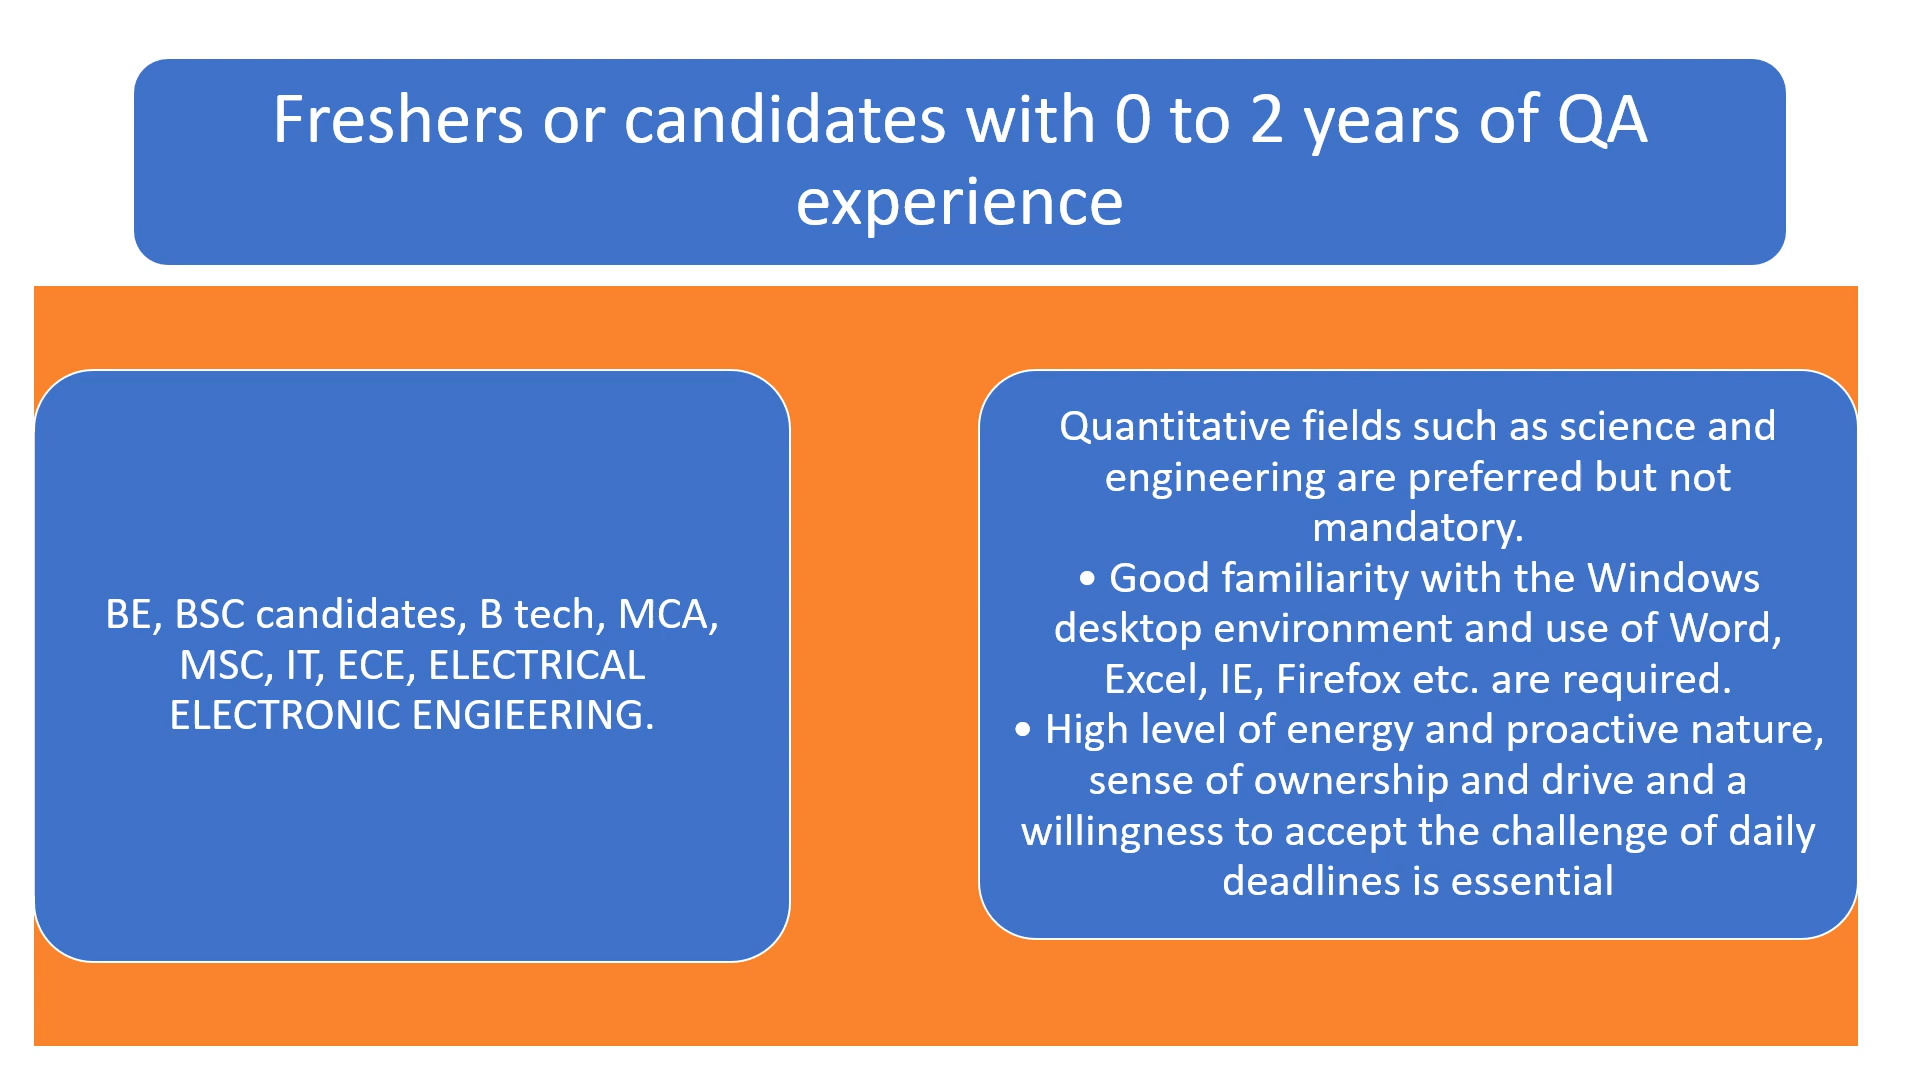 Freshers or candidates with 0 to 2 years of QA
experience
BE, BSC candidates, B tech, MCA,
MSC, IT, ECE, ELECTRICAL
ELECTRONIC ENGIEERING.
Quantitative fields such as science and
engineering are preferred but not
mandatory.
• Good familiarity with the Windows
desktop environment and use of Word,
Excel, IE, Firefox etc. are required.
• High level of energy and proactive nature,
sense of ownership and drive and a
willingness to accept the challenge of daily
deadlines is essential